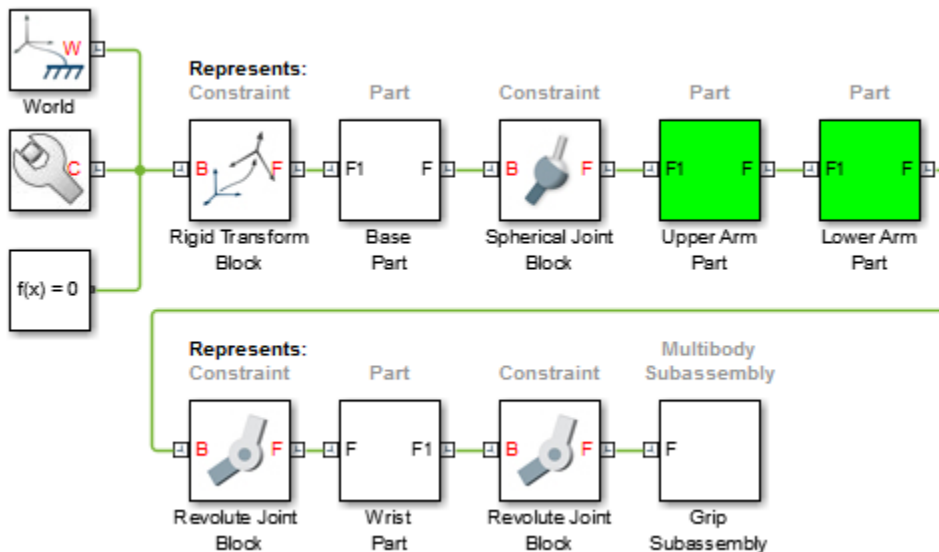 W
World
C
f(x) = 0
Represents:
Constraint Part Constraint Part Part
B F F1 F B F F1 F F1 F
Rigid Transform Base Spherical Joint Upper Arm Lower Arm
Block Part Block Part Part
Represents: Multibody
Constraint Part Constraint Subassembly
B F F F1 B F F
Revolute Joint Wrist Revolute Joint Grip
Block Part Block Subassembly